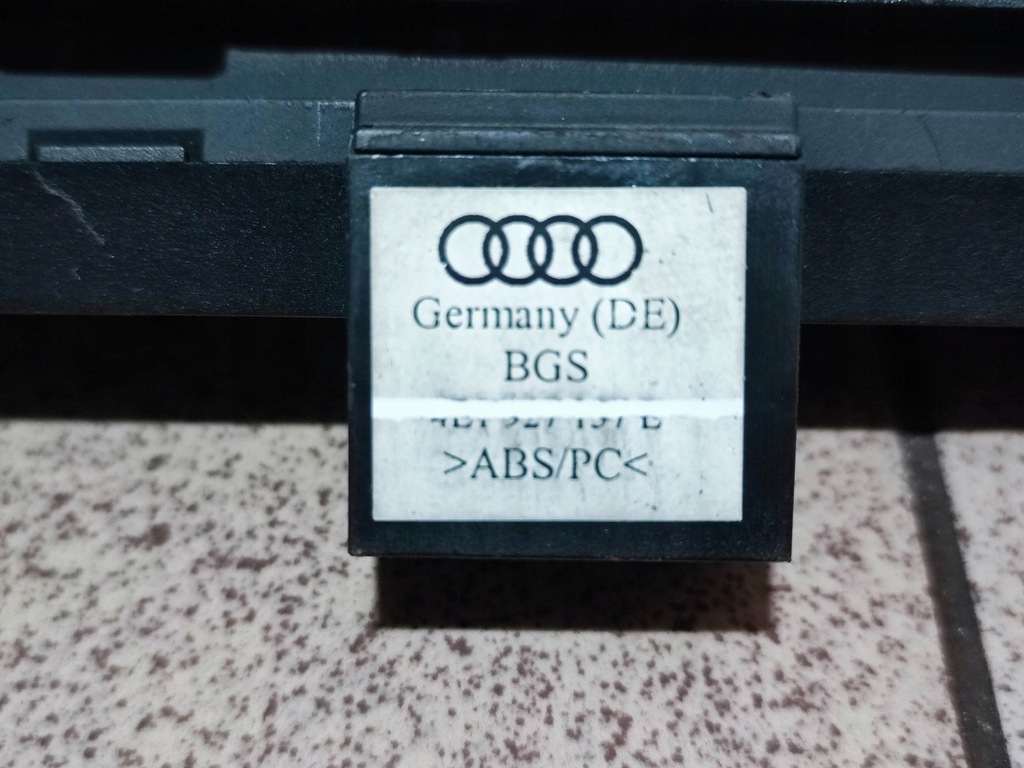 Germany (DE)
BGS
>ABS/PC<